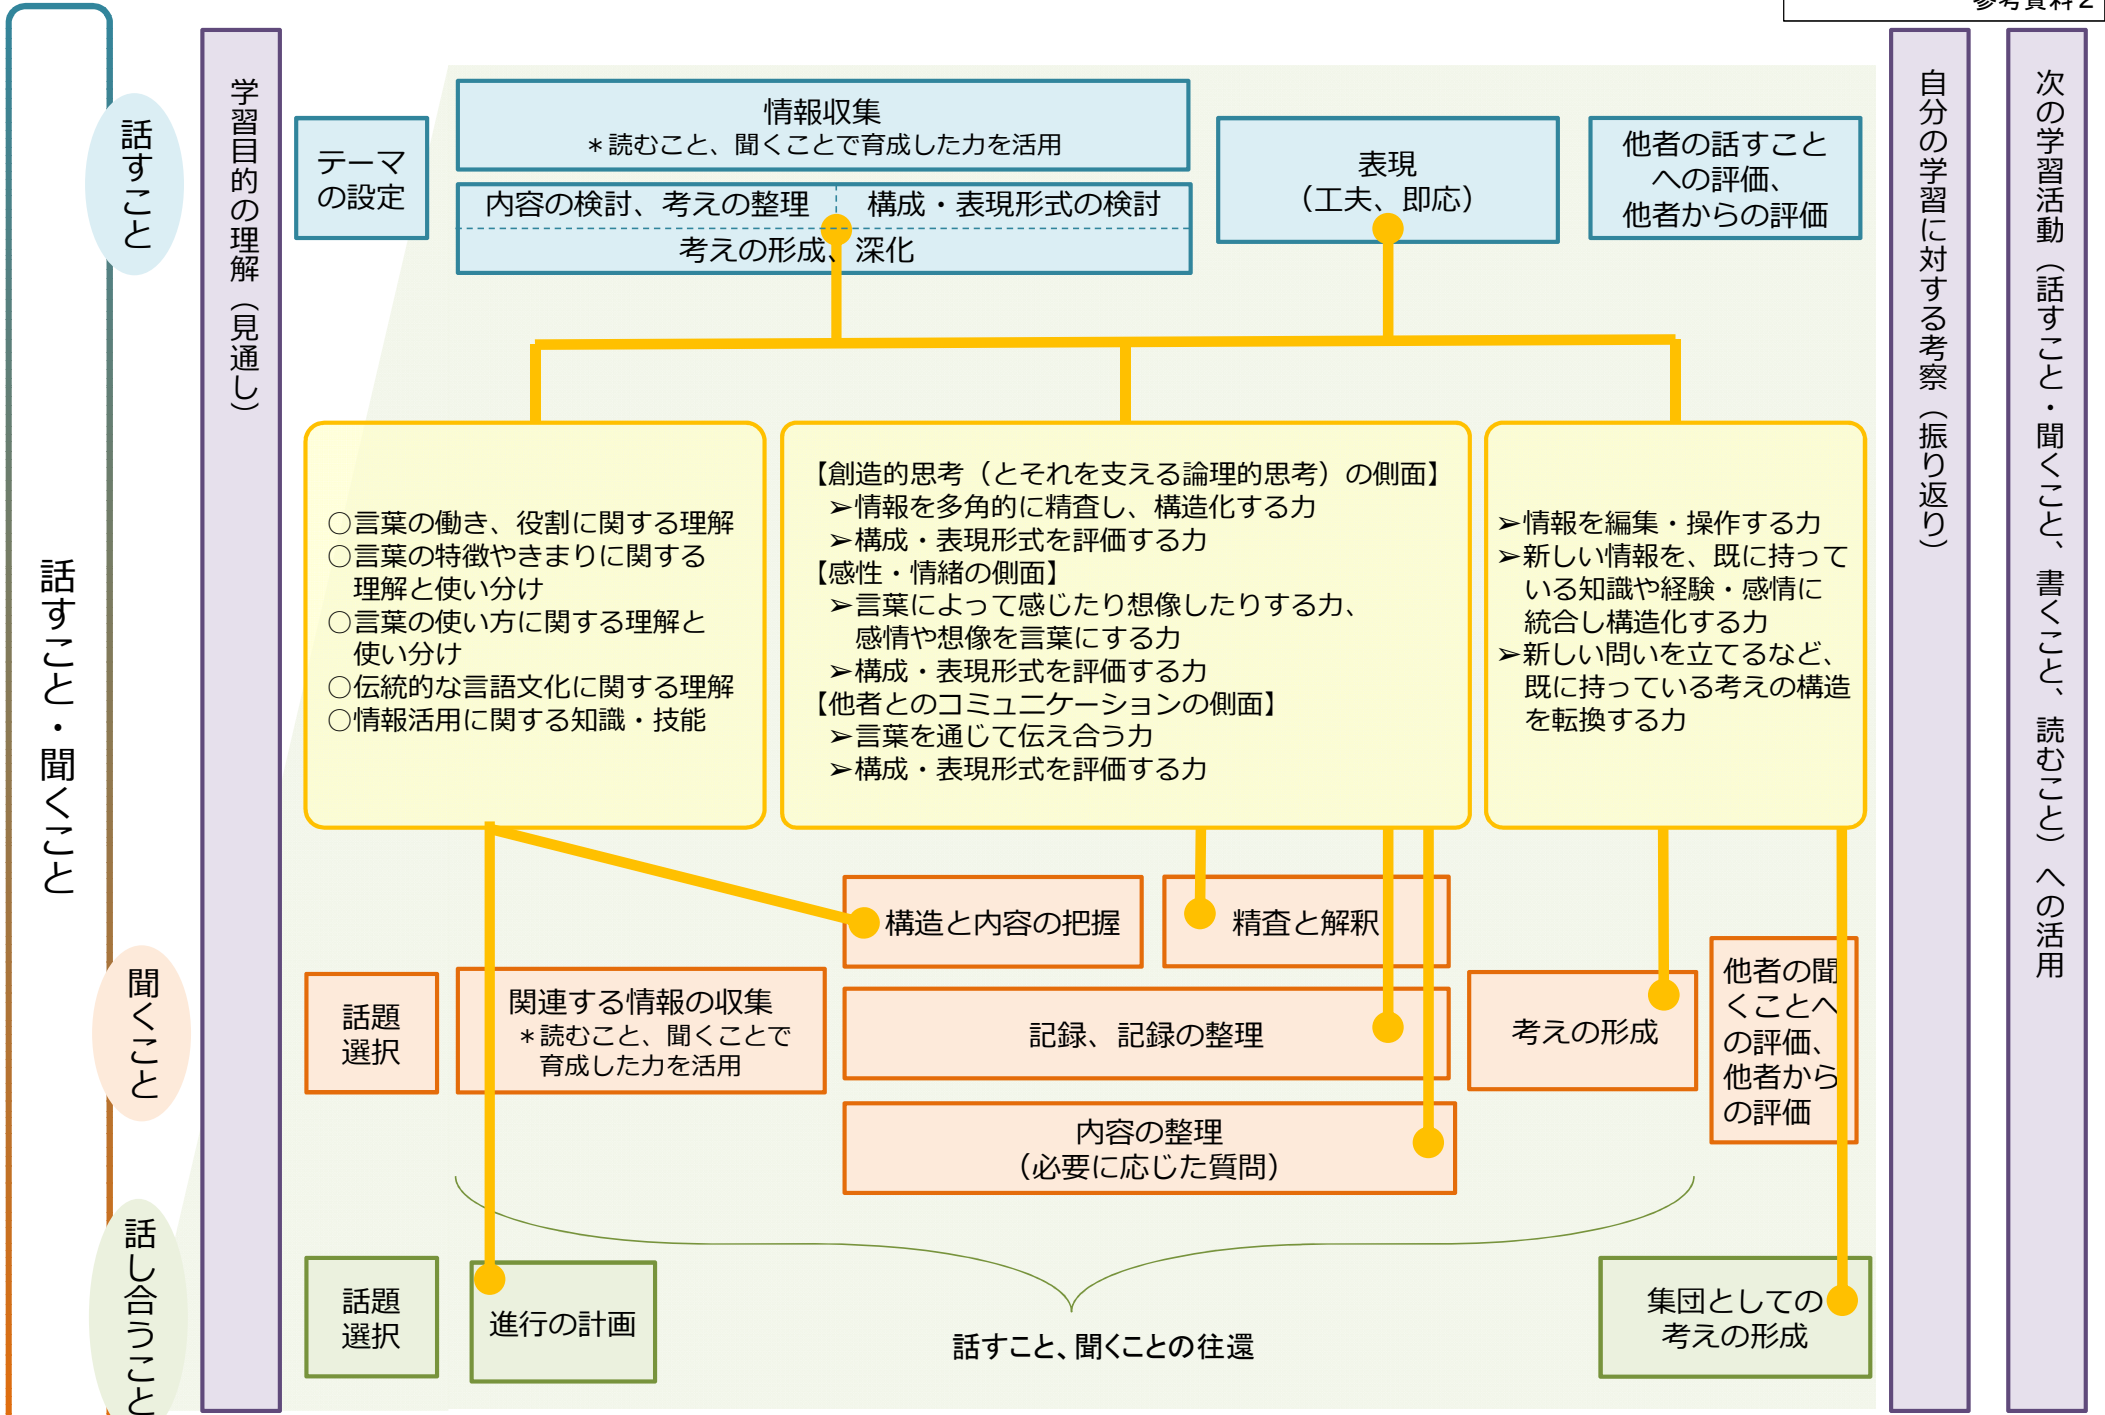 参考資料２
話すこと・聞くこと
話すこと
聞くこと
話し合うこと
学習目的の理解（見通し）
テーマ
の設定
情報収集
＊読むこと、聞くことで育成した力を活用
内容の検討、考えの整理
構成・表現形式の検討
考えの形成、深化
表現
（工夫、即応）
他者の話すこと
への評価、
他者からの評価
○言葉の働き、役割に関する理解
○言葉の特徴やきまりに関する
理解と使い分け
○言葉の使い方に関する理解と
使い分け
○伝統的な言語文化に関する理解
○情報活用に関する知識・技能
【創造的思考（とそれを支える論理的思考）の側面】
➢情報を多角的に精査し、構造化する力
➢構成・表現形式を評価する力
【感性・情緒の側面】
➢言葉によって感じたり想像したりする力、
感情や想像を言葉にする力
➢構成・表現形式を評価する力
【他者とのコミュニケーションの側面】
➢言葉を通じて伝え合う力
➢構成・表現形式を評価する力
➢情報を編集・操作する力
➢新しい情報を、既に持って
いる知識や経験・感情に
統合し構造化する力
➢新しい問いを立てるなど、
既に持っている考えの構造
を転換する力
構造と内容の把握
精査と解釈
話題
選択
関連する情報の収集
＊読むこと、聞くことで
育成した力を活用
記録、記録の整理
内容の整理
（必要に応じた質問）
考えの形成
他者の聞
くことへ
の評価、
他者から
の評価
話題
選択
進行の計画
話すこと、聞くことの往還
集団としての
考えの形成
自分の学習に対する考察（振り返り）
次の学習活動（話すこと・聞くこと、書くこと、読むこと）への活用